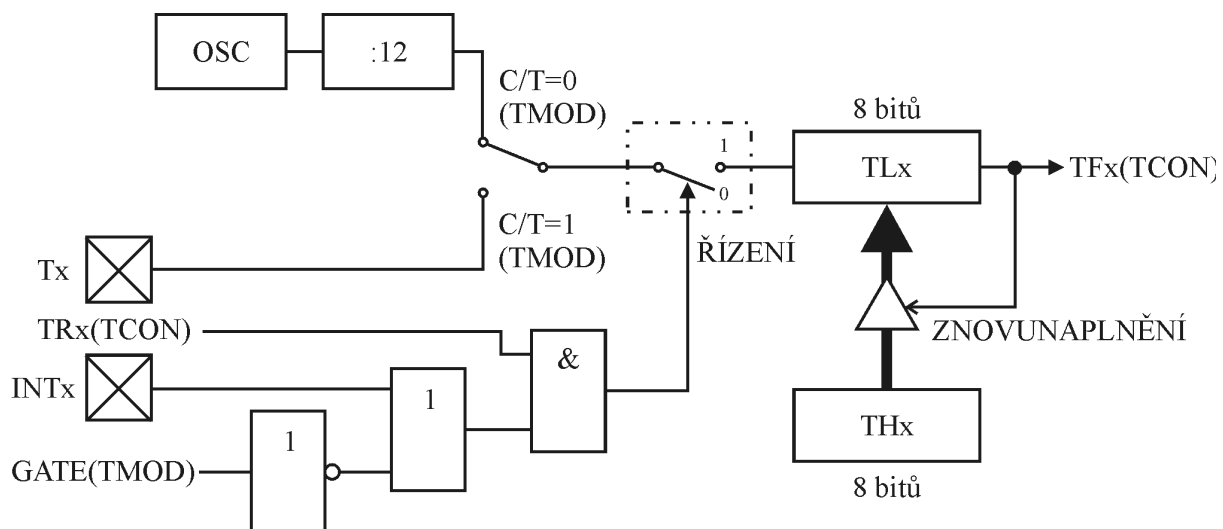 OSC
:12
C/T=0
(TMOD)
8 bitů
1
TLx
TFx(TCON)
0
C/T=1
(TMOD)
ŘÍZENÍ
Tx
TRx(TCON)
&
ZNOVUNAPLNĚNÍ
INTx
1
THx
1
GATE(TMOD)
8 bitů